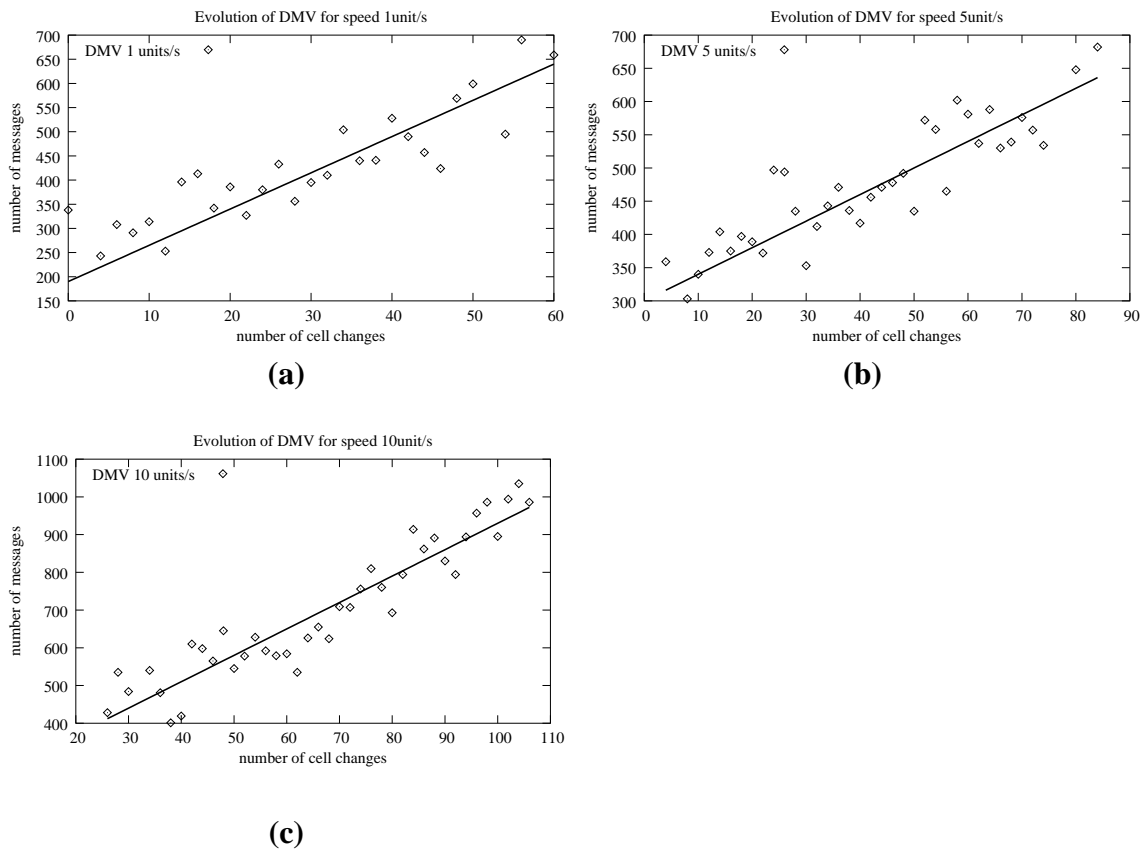 Evolution of DMV for speed 1unit/s
DMV 1 units/s
number of messages
700
650
600
550
500
450
400
350
300
250
200
150
0 10 20 30 40 50 60
number of cell changes
(a)
Evolution of DMV for speed 5unit/s
DMV 5 units/s
number of messages
700
650
600
550
500
450
400
350
300
0 10 20 30 40 50 60 70 80 90
number of cell changes
(b)
Evolution of DMV for speed 10unit/s
DMV 10 units/s
number of messages
1100
1000
900
800
700
600
500
400
20 30 40 50 60 70 80 90 100 110
number of cell changes
(c)